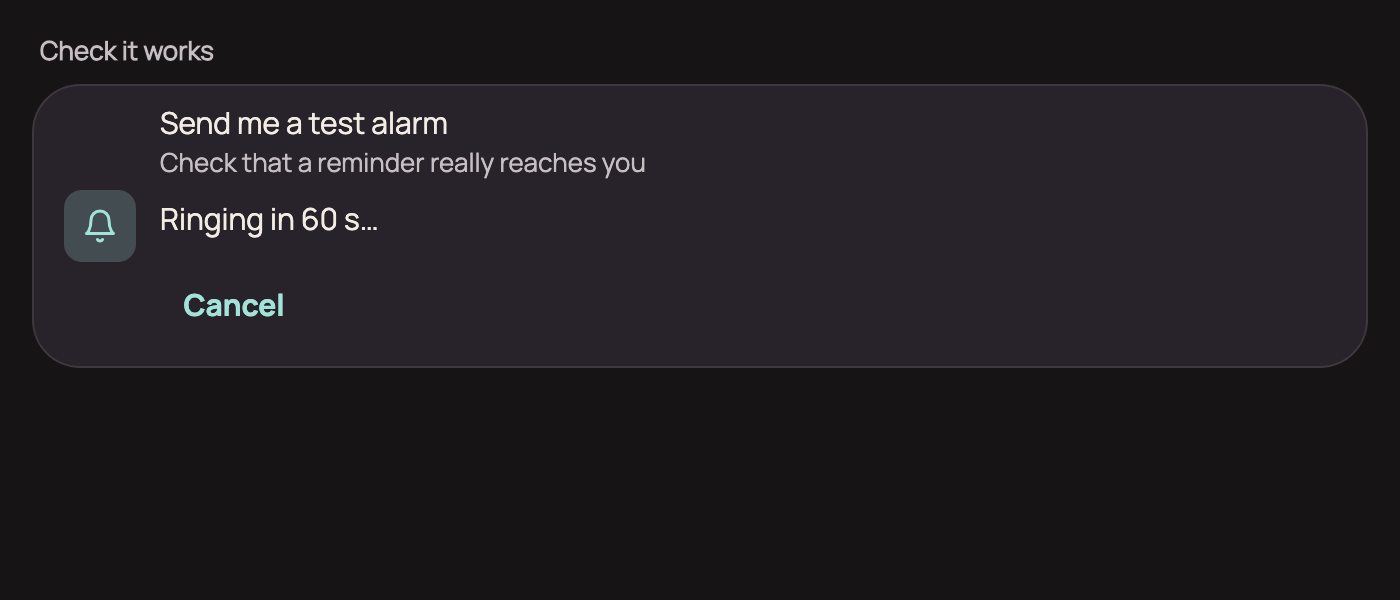 Check it works
Send me a test alarm
Check that a reminder really reaches you
Ringing in 60 s...
Cancel